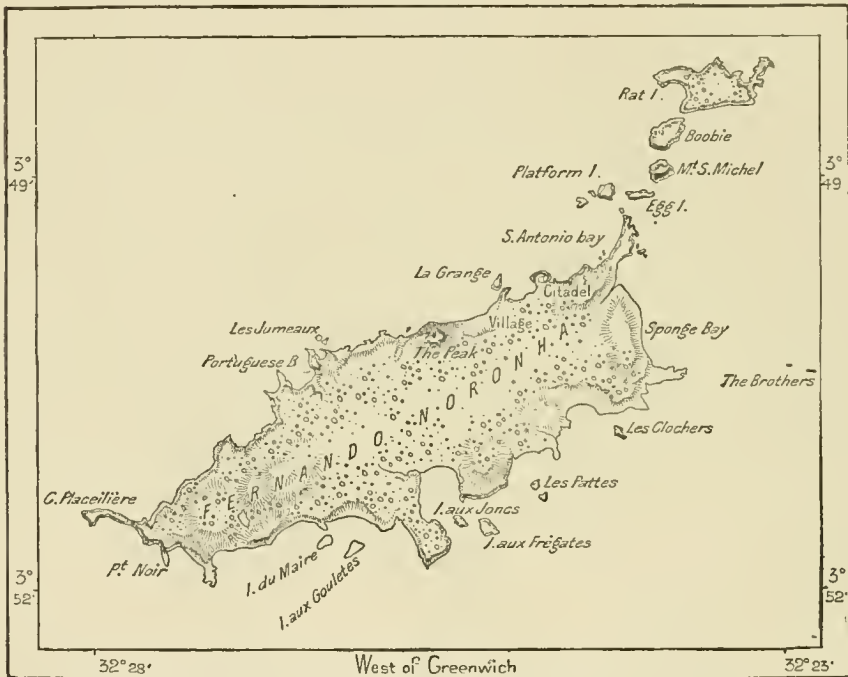 Rat I.
Boobie
3°
49'
3°
49
Mt. S. Michel
Platform I.
Egg I.
S. Antonio bay
La Grange
Citadel
Village
Sponge Bay
Les Jumeaux
The Peak
Portuguese B
The Brothers
FERNANDO NORONHA
Les Clochers
Les Pattes
C. Placeilière
I. aux Joncs
I. aux Frégates
Pt. Noir
I. du Maire
I. aux Gouletes
3°
52'
3°
52'
32° 28'
West of Greenwich
32° 23'